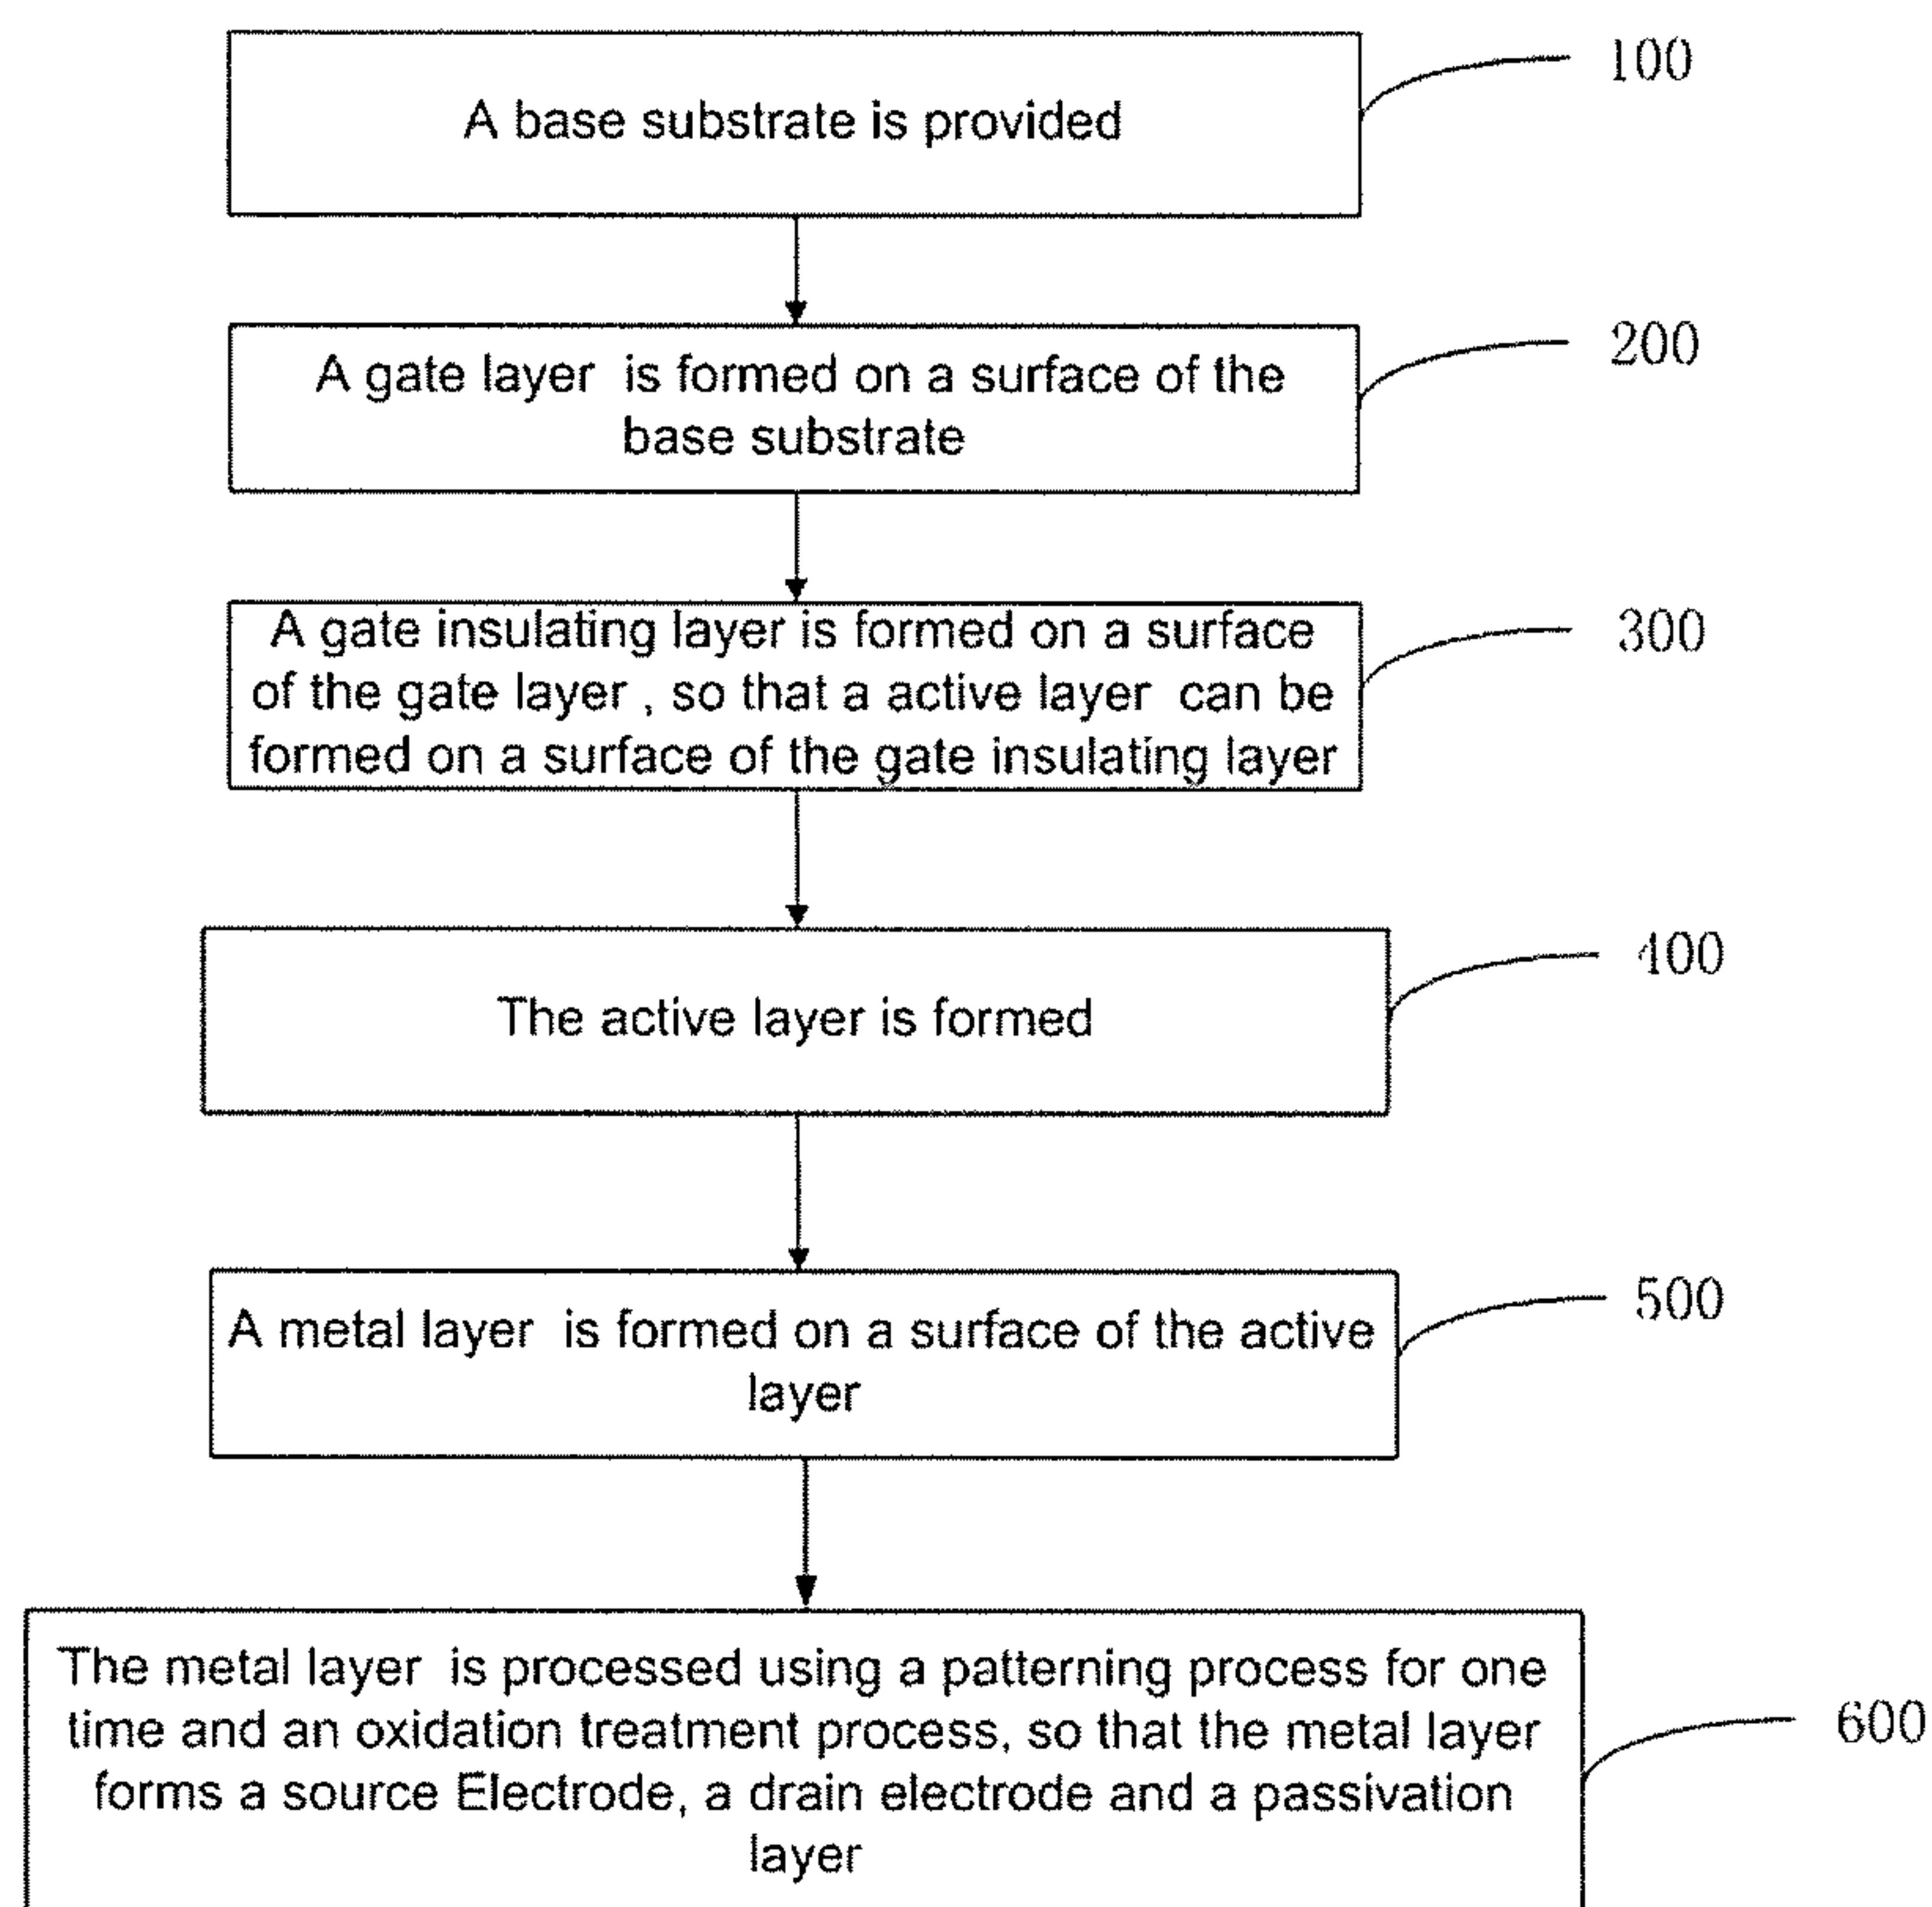 A base substrate is provided
100
A gate layer is formed on a surface of the
base substrate
200
A gate insulating layer is formed on a surface
of the gate layer , so that a active layer can be
formed on a surface of the gate insulating layer
300
The active layer is formed
400
A metal layer is formed on a surface of the active
layer
500
The metal layer is processed using a patterning process for one
time and an oxidation treatment process, so that the metal layer
forms a source Electrode, a drain electrode and a passivation
layer
600